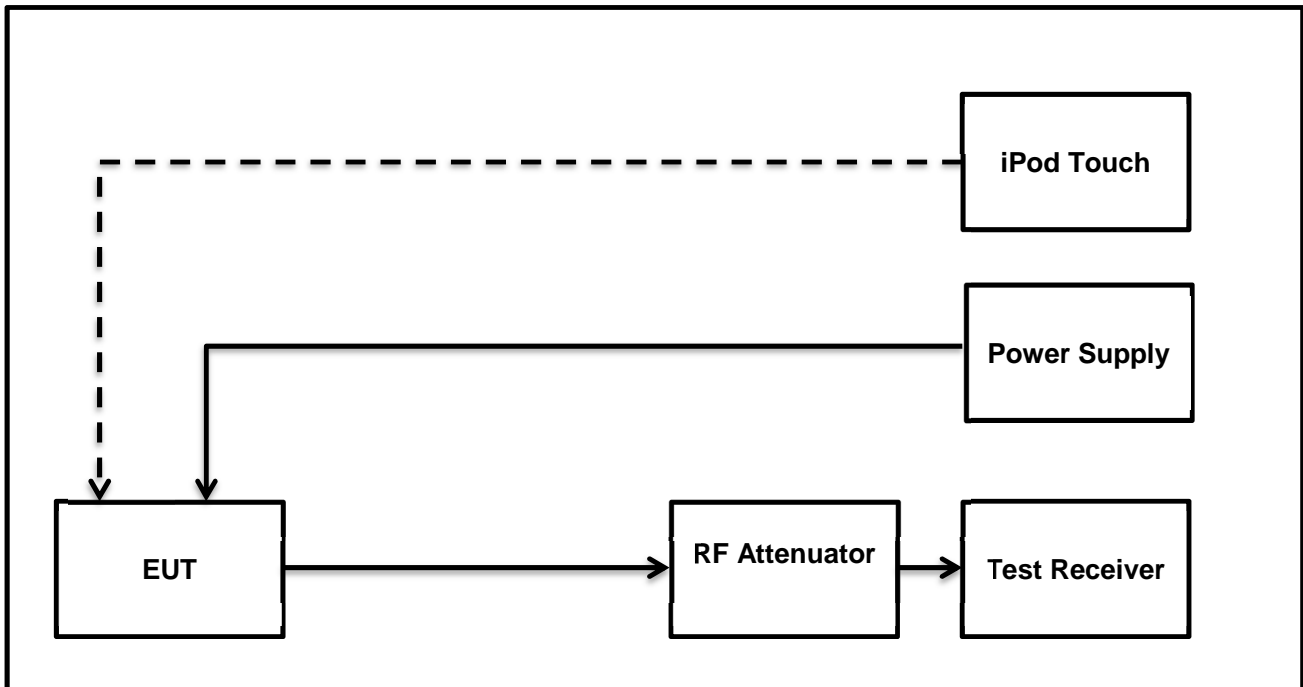 iPod Touch
Power Supply
EUT
RF Attenuator
Test Receiver